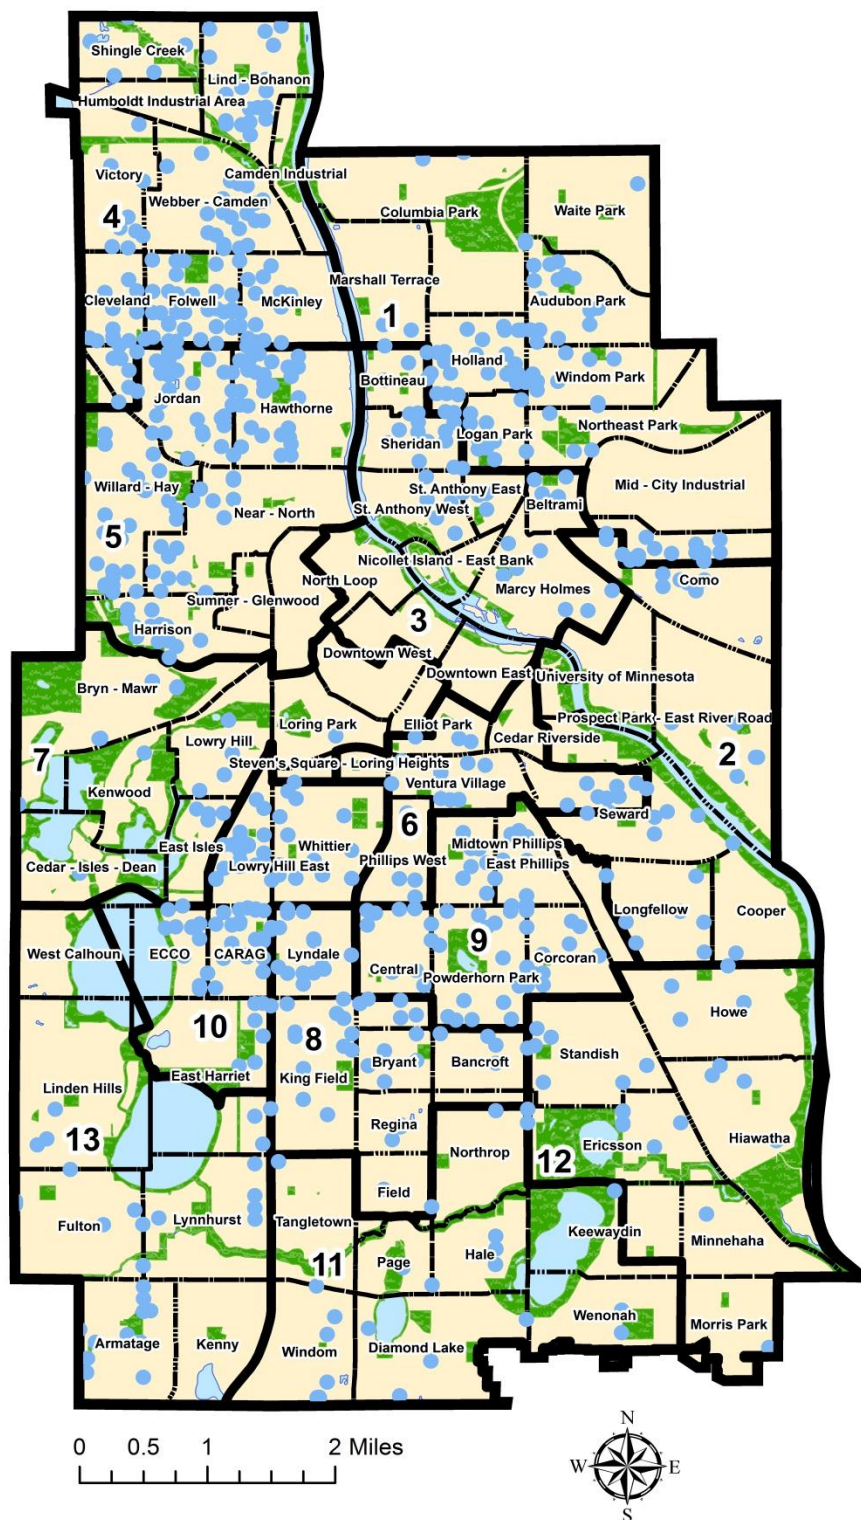 Shingle Creek
Lind - Bohanon
Humboldt Industrial Area
Victory
Camden Industrial
Webber - Camden
4
Columbia Park
Waite Park
Marshall Terrace
Cleveland
Folwell
McKinley
Audubon Park
1
Holland
Bottineau
Windom Park
Jordan
Hawthorne
Northeast Park
Sheridan
Logan Park
Willard - Hay
St. Anthony East
Mid - City Industrial
Near - North
St. Anthony West
Beltrami
5
Nicollet Island - East Bank
North Loop
Como
Marcy Holmes
Sumner - Glenwood
3
Harrison
Downtown West
Downtown East
University of Minnesota
Bryn - Mawr
Loring Park
Elliot Park
Prospect Park - East River Road
Lowry Hill
Cedar Riverside
2
7
Steven's Square - Loring Heights
Kenwood
Ventura Village
Seward
6
East Isles
Whittier
Midtown Phillips
Cedar - Isles - Dean
Lowry Hill East
Phillips West
East Phillips
Longfellow
Cooper
West Calhoun
ECCO
CARAG
Lyndale
9
Corcoran
Central
Powderhorn Park
Howe
10
8
Standish
Bryant
Bancroft
East Harriet
King Field
Linden Hills
Regina
13
Ericsson
Hiawatha
Northrop
12
Field
Fulton
Lynnhurst
Tangletown
Keewaydin
Minnehaha
11
Page
Hale
Armatage
Kenny
Windom
Diamond Lake
Wenonah
Morris Park
0 0.5 1 2 Miles
N
W E
S